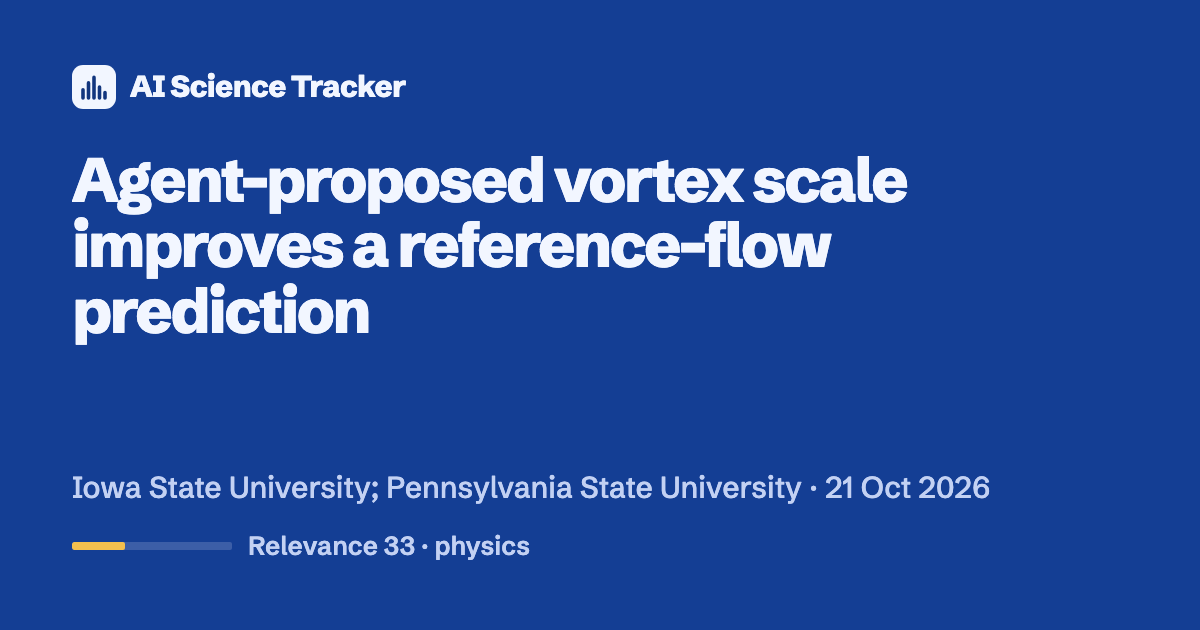 AI Science Tracker
Agent-proposed vortex scale
improves a reference-flow
prediction
Iowa State University; Pennsylvania State University · 21 Oct 2026
Relevance 33 · physics